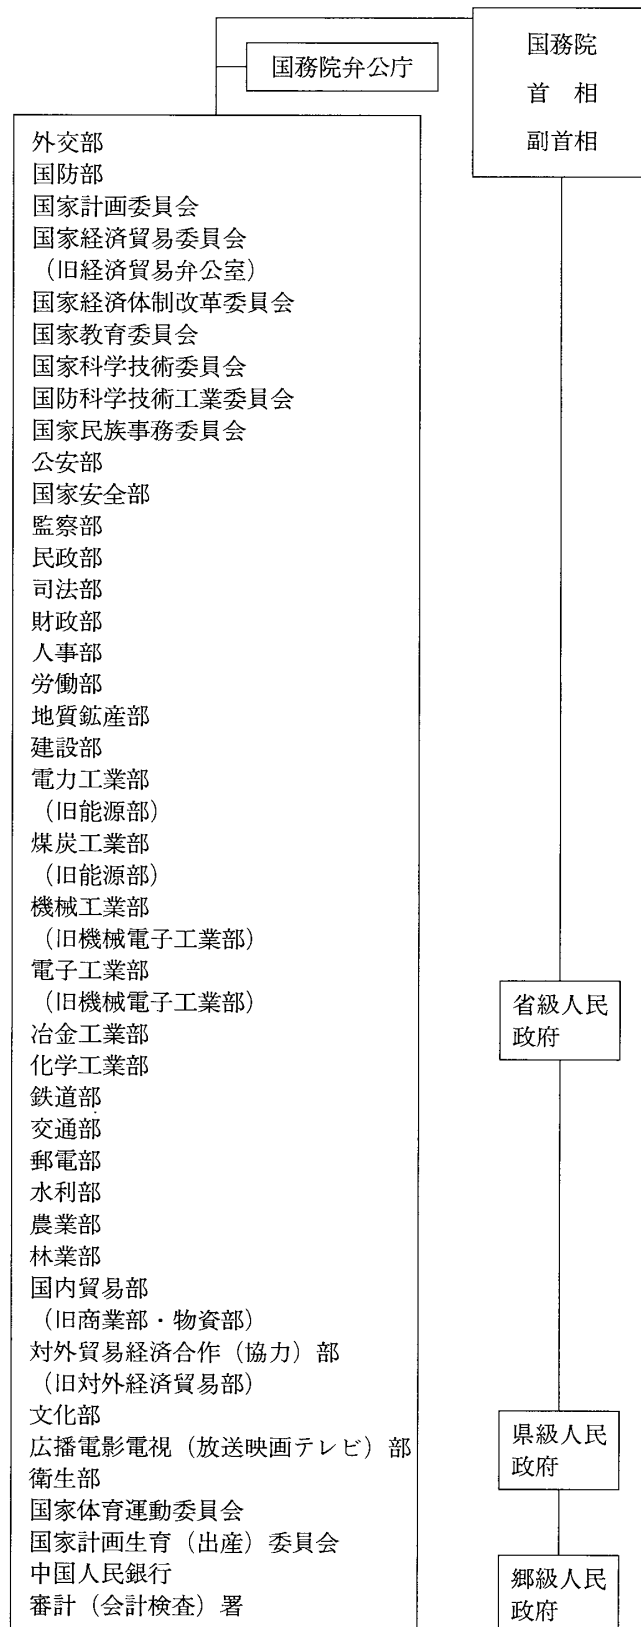 国務院
首　相
副首相
国務院弁公庁
外交部
国防部
国家計画委員会
国家経済貿易委員会
（旧経済貿易弁公室）
国家経済体制改革委員会
国家教育委員会
国家科学技術委員会
国防科学技術工業委員会
国家民族事務委員会
公安部
国家安全部
監察部
民政部
司法部
財政部
人事部
労働部
地質鉱産部
建設部
電力工業部
（旧能源部）
煤炭工業部
（旧能源部）
機械工業部
（旧機械電子工業部）
電子工業部
（旧機械電子工業部）
冶金工業部
化学工業部
鉄道部
交通部
郵電部
水利部
農業部
林業部
国内貿易部
（旧商業部・物資部）
対外貿易経済合作（協力）部
（旧対外経済貿易部）
文化部
広播電影電視（放送映画テレビ）部
衛生部
国家体育運動委員会
国家計画生育（出産）委員会
中国人民銀行
審計（会計検査）署
省級人民
政府
県級人民
政府
郷級人民
政府